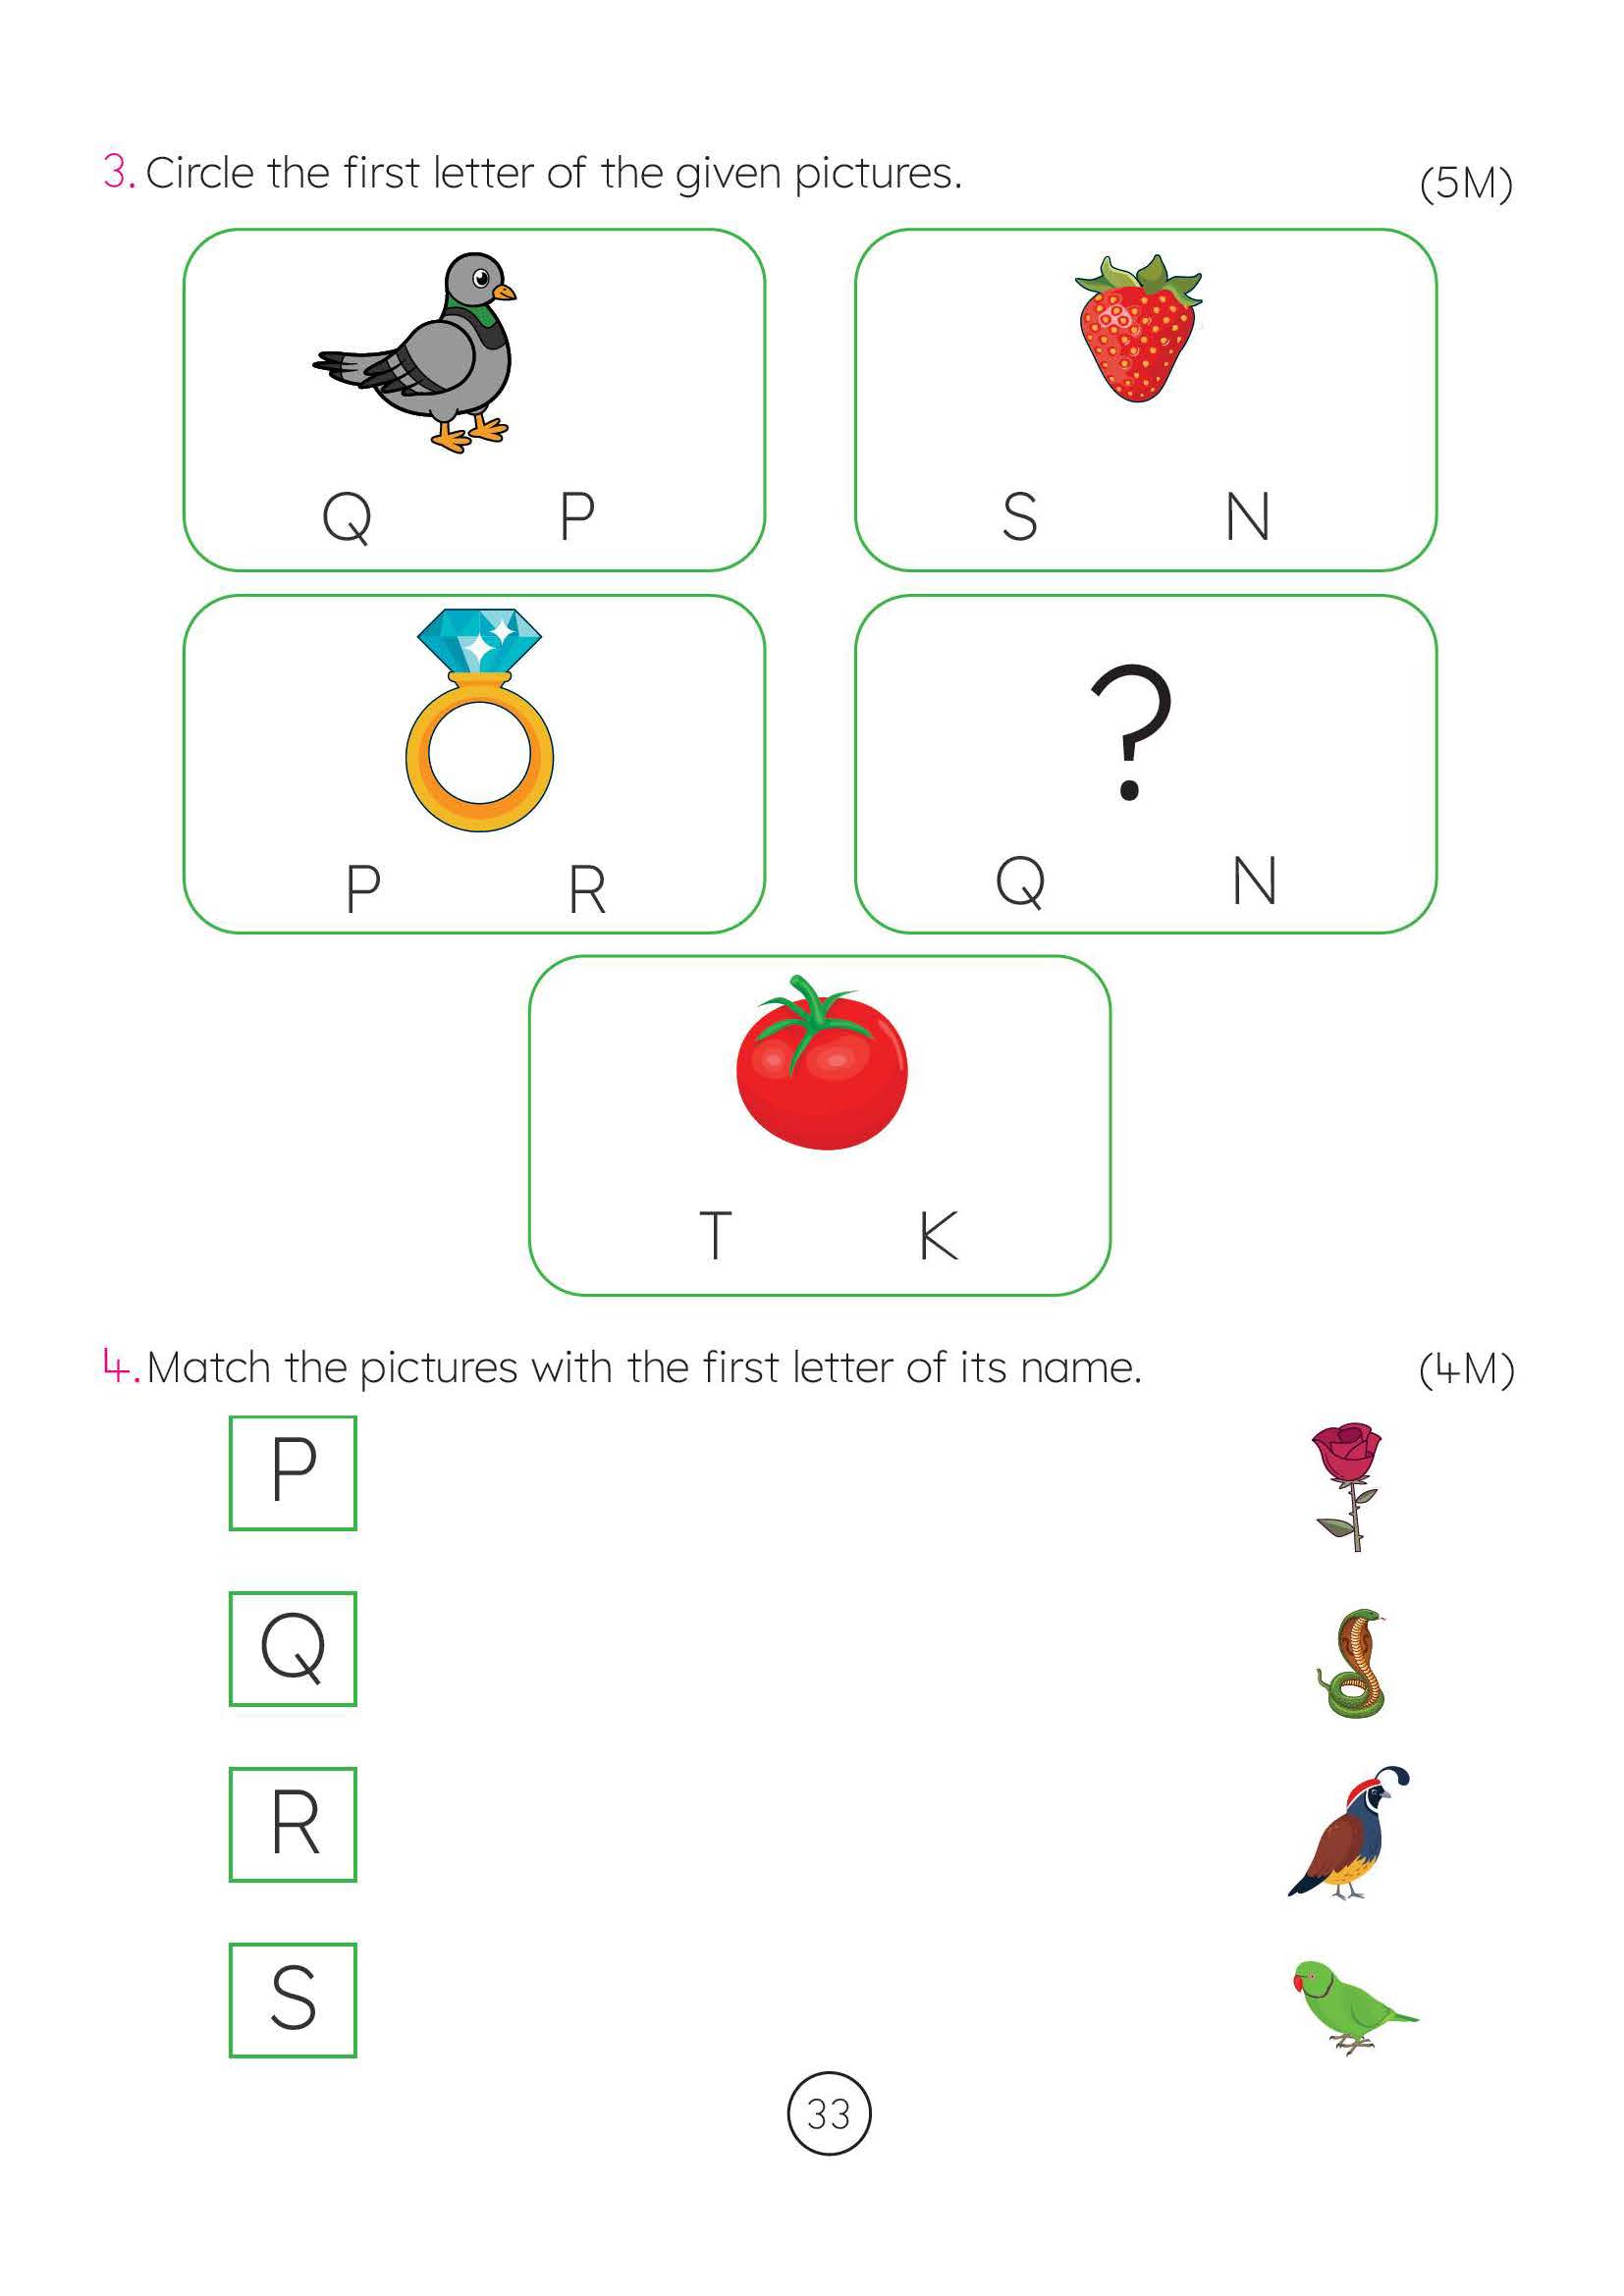 3. Circle the first letter of the given pictures. (5M)
Q P
S N
P R
?
Q N
T K
4. Match the pictures with the first letter of its name. (4M)
P
Q
R
S
33